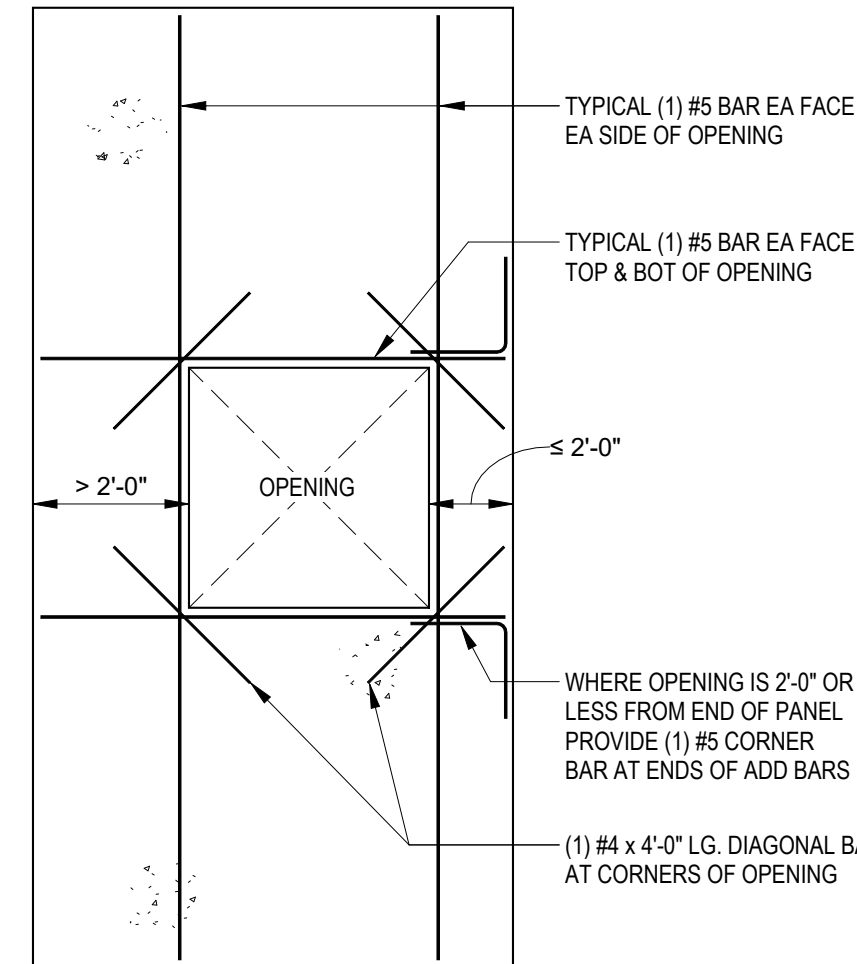 TYPICAL (1) #5 BAR EA FACE
EA SIDE OF OPENING
TYPICAL (1) #5 BAR EA FACE
TOP & BOT OF OPENING
≤ 2'-0"
> 2'-0"
OPENING
WHERE OPENING IS 2'-0" OR
LESS FROM END OF PANEL
PROVIDE (1) #5 CORNER
BAR AT ENDS OF ADD BARS
(1) #4 x 4'-0" LG. DIAGONAL
AT CORNERS OF OPENING